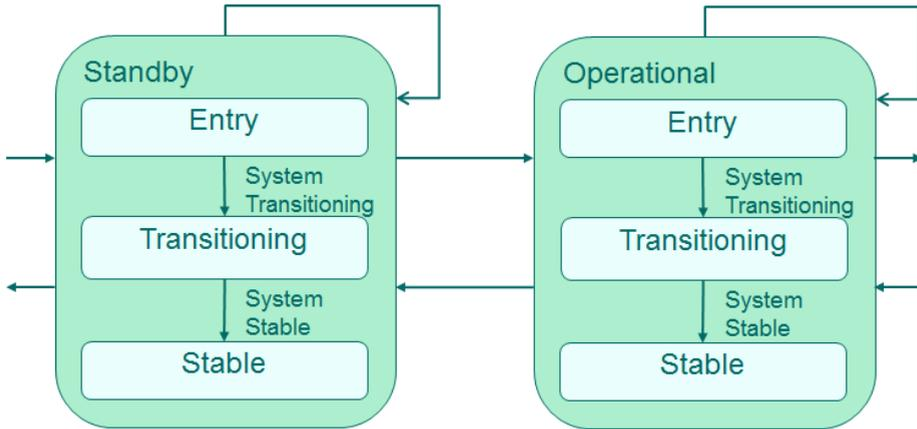 Standby
Entry
System
Transitioning
Transitioning
System
Stable
Stable
Operational
Entry
System
Transitioning
Transitioning
System
Stable
Stable